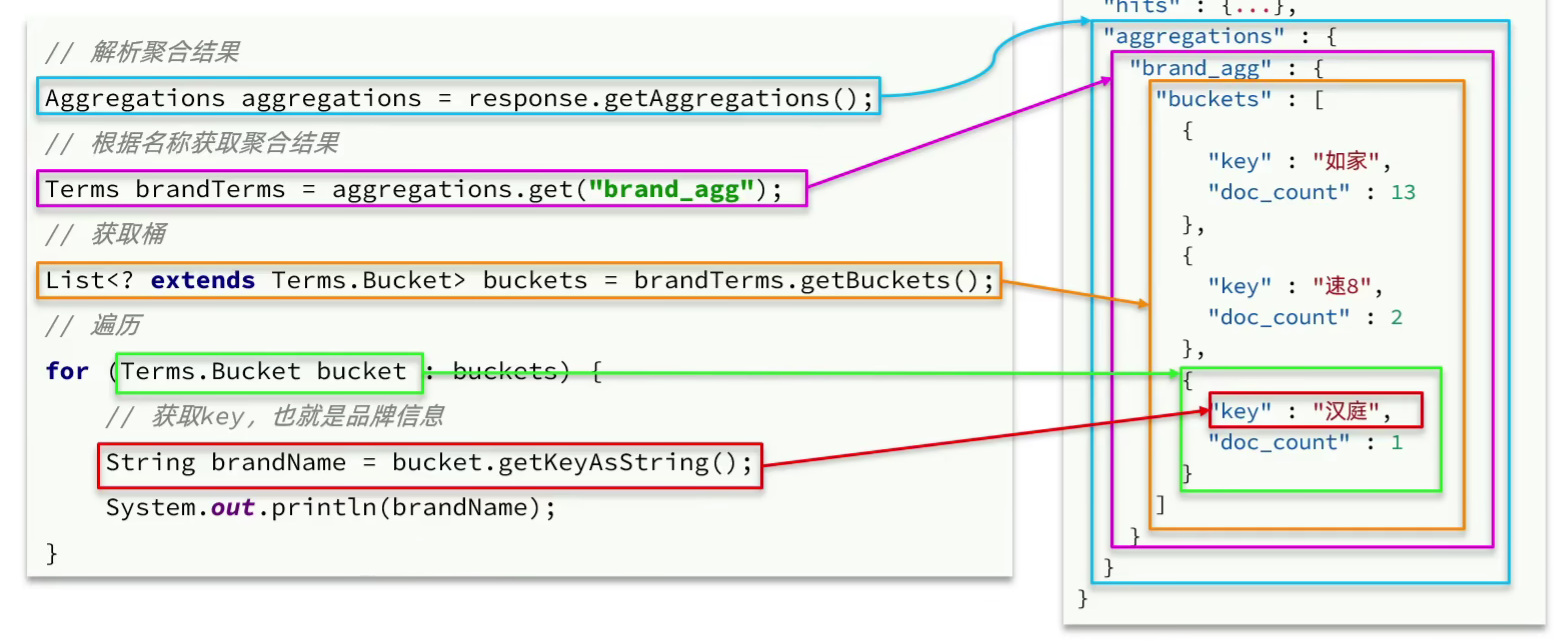 // 解析聚合结果
Aggregations aggregations = response.getAggregations();
// 根据名称获取聚合结果
Terms brandTerms = aggregations.get("brand_agg");
// 获取桶
List<? extends Terms.Bucket> buckets = brandTerms.getBuckets();
// 遍历
for (Terms.Bucket bucket : buckets) {
// 获取key，也就是品牌信息
String brandName = bucket.getKeyAsString();
System.out.println(brandName);
}
"hits" : {...},
"aggregations" : {
"brand_agg" : {
"buckets" : [
{
"key" : "如家",
"doc_count" : 13
},
{
"key" : "速8",
"doc_count" : 2
},
{
"key" : "汉庭",
"doc_count" : 1
}
]
}
}
}